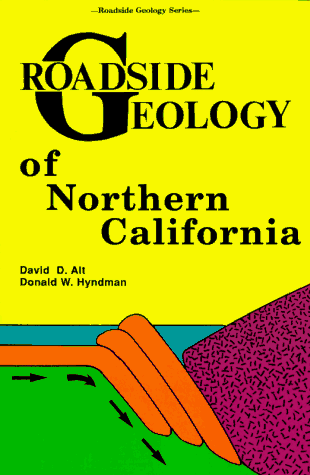 —Roadside Geology Series—
ROADSIDE
GEOLOGY
of
Northern
California
David D. Alt
Donald W. Hyndman